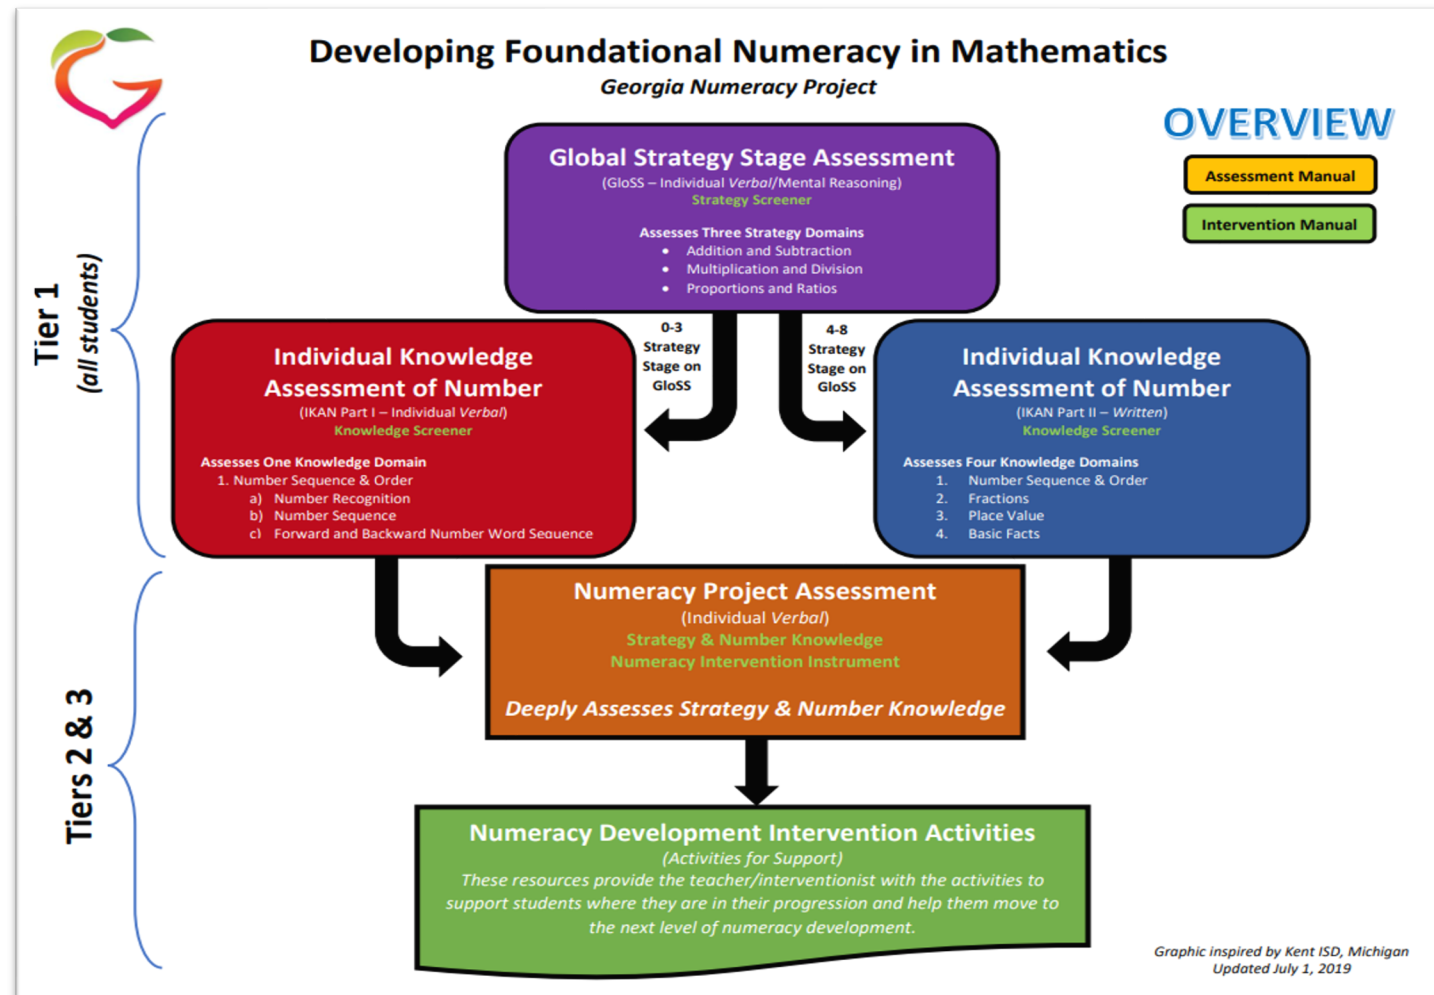 Developing Foundational Numeracy in Mathematics
Georgia Numeracy Project
OVERVIEW
Assessment Manual
Intervention Manual
Tier 1
(all students)
Global Strategy Stage Assessment
(GloSS – Individual Verbal/Mental Reasoning)
Strategy Screener
Assesses Three Strategy Domains
• Addition and Subtraction
• Multiplication and Division
• Proportions and Ratios
0-3
Strategy
Stage on
GloSS
4-8
Strategy
Stage on
GloSS
Individual Knowledge
Assessment of Number
(IKAN Part I – Individual Verbal)
Knowledge Screener
Assesses One Knowledge Domain
1. Number Sequence & Order
a) Number Recognition
b) Number Sequence
c) Forward and Backward Number Word Sequence
Individual Knowledge
Assessment of Number
(IKAN Part II – Written)
Knowledge Screener
Assesses Four Knowledge Domains
1. Number Sequence & Order
2. Fractions
3. Place Value
4. Basic Facts
Tiers 2 & 3
Numeracy Project Assessment
(Individual Verbal)
Strategy & Number Knowledge
Numeracy Intervention Instrument
Deeply Assesses Strategy & Number Knowledge
Numeracy Development Intervention Activities
(Activities for Support)
These resources provide the teacher/interventionist with the activities to
support students where they are in their progression and help them move to
the next level of numeracy development.
Graphic inspired by Kent ISD, Michigan
Updated July 1, 2019